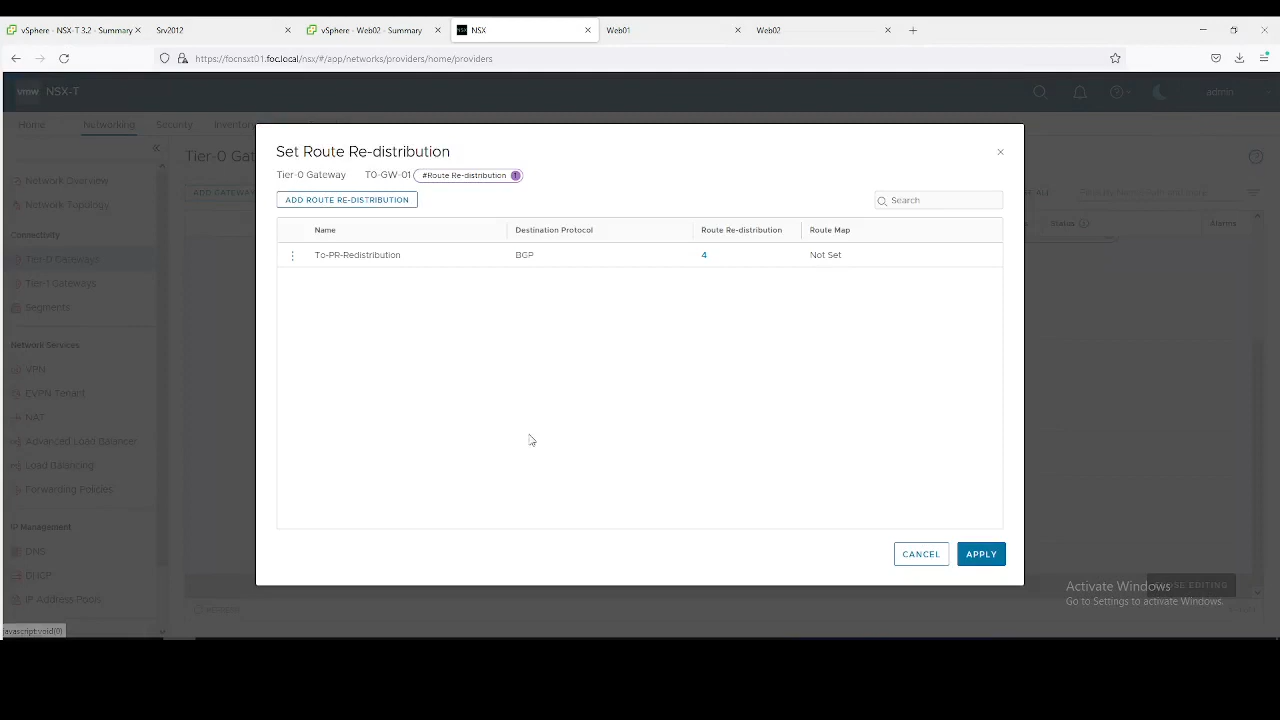 vSphere - NSX-T 3.2 - Summary
Srv2012
vSphere - Web02 - Summary
NSX
Web01
Web02
https://focnsxt01.foc.local/nsx/#/app/networks/providers/home/providers
vmw NSX-T
admin
Home
Networking
Security
Inventory
Tier-0 Gat
ADD GATEWAY
Status
Alarms
Network Overview
Network Topology
Connectivity
Tier-0 Gateways
Tier-1 Gateways
Segments
Network Services
VPN
EVPN Tenant
NAT
Advanced Load Balancer
Load Balancing
Forwarding Policies
IP Management
DNS
DHCP
IP Address Pools
javascript:void(0)
Set Route Re-distribution
Tier-0 Gateway T0-GW-01 #Route Re-distribution 1
ADD ROUTE RE-DISTRIBUTION
Search
Name Destination Protocol Route Re-distribution Route Map
To-PR-Redistribution BGP 4 Not Set
CANCEL APPLY
Activate Windows
Go to Settings to activate Windows.
REFRESH